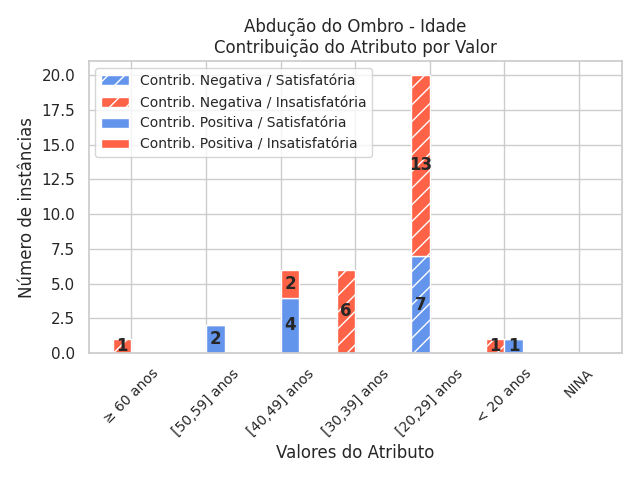 Abdução do Ombro - Idade
Contribuição do Atributo por Valor
Contrib. Negativa / Satisfatória
Contrib. Negativa / Insatisfatória
Contrib. Positiva / Satisfatória
Contrib. Positiva / Insatisfatória
Número de instâncias
20.0
17.5
15.0
12.5
10.0
7.5
5.0
2.5
0.0
1
2
2
4
6
13
7
1
1
≥ 60 anos
[50,59] anos
[40,49] anos
[30,39] anos
[20,29] anos
< 20 anos
NINA
Valores do Atributo